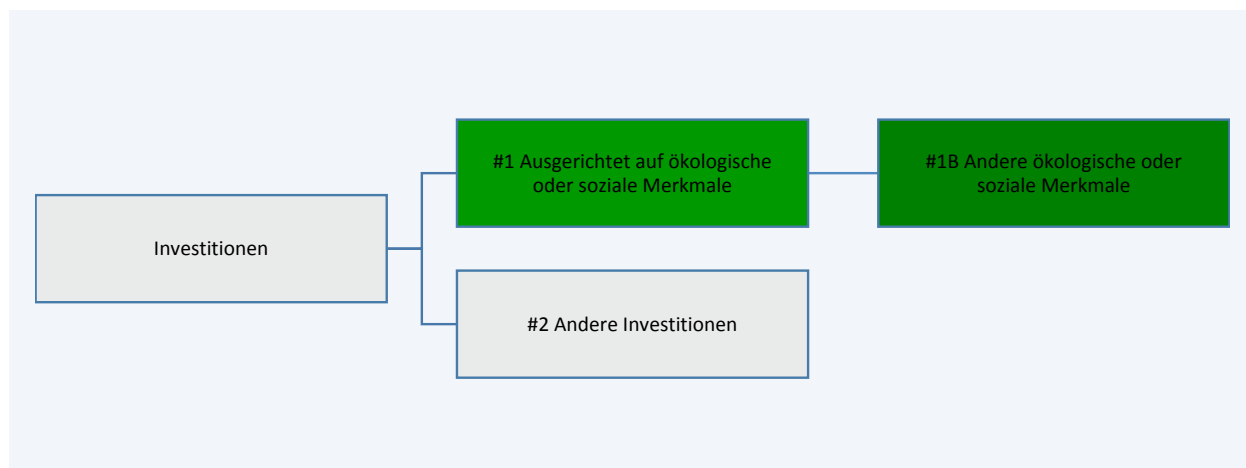 Investitionen
#1 Ausgerichtet auf ökologische
oder soziale Merkmale
#1B Andere ökologische oder
soziale Merkmale
#2 Andere Investitionen